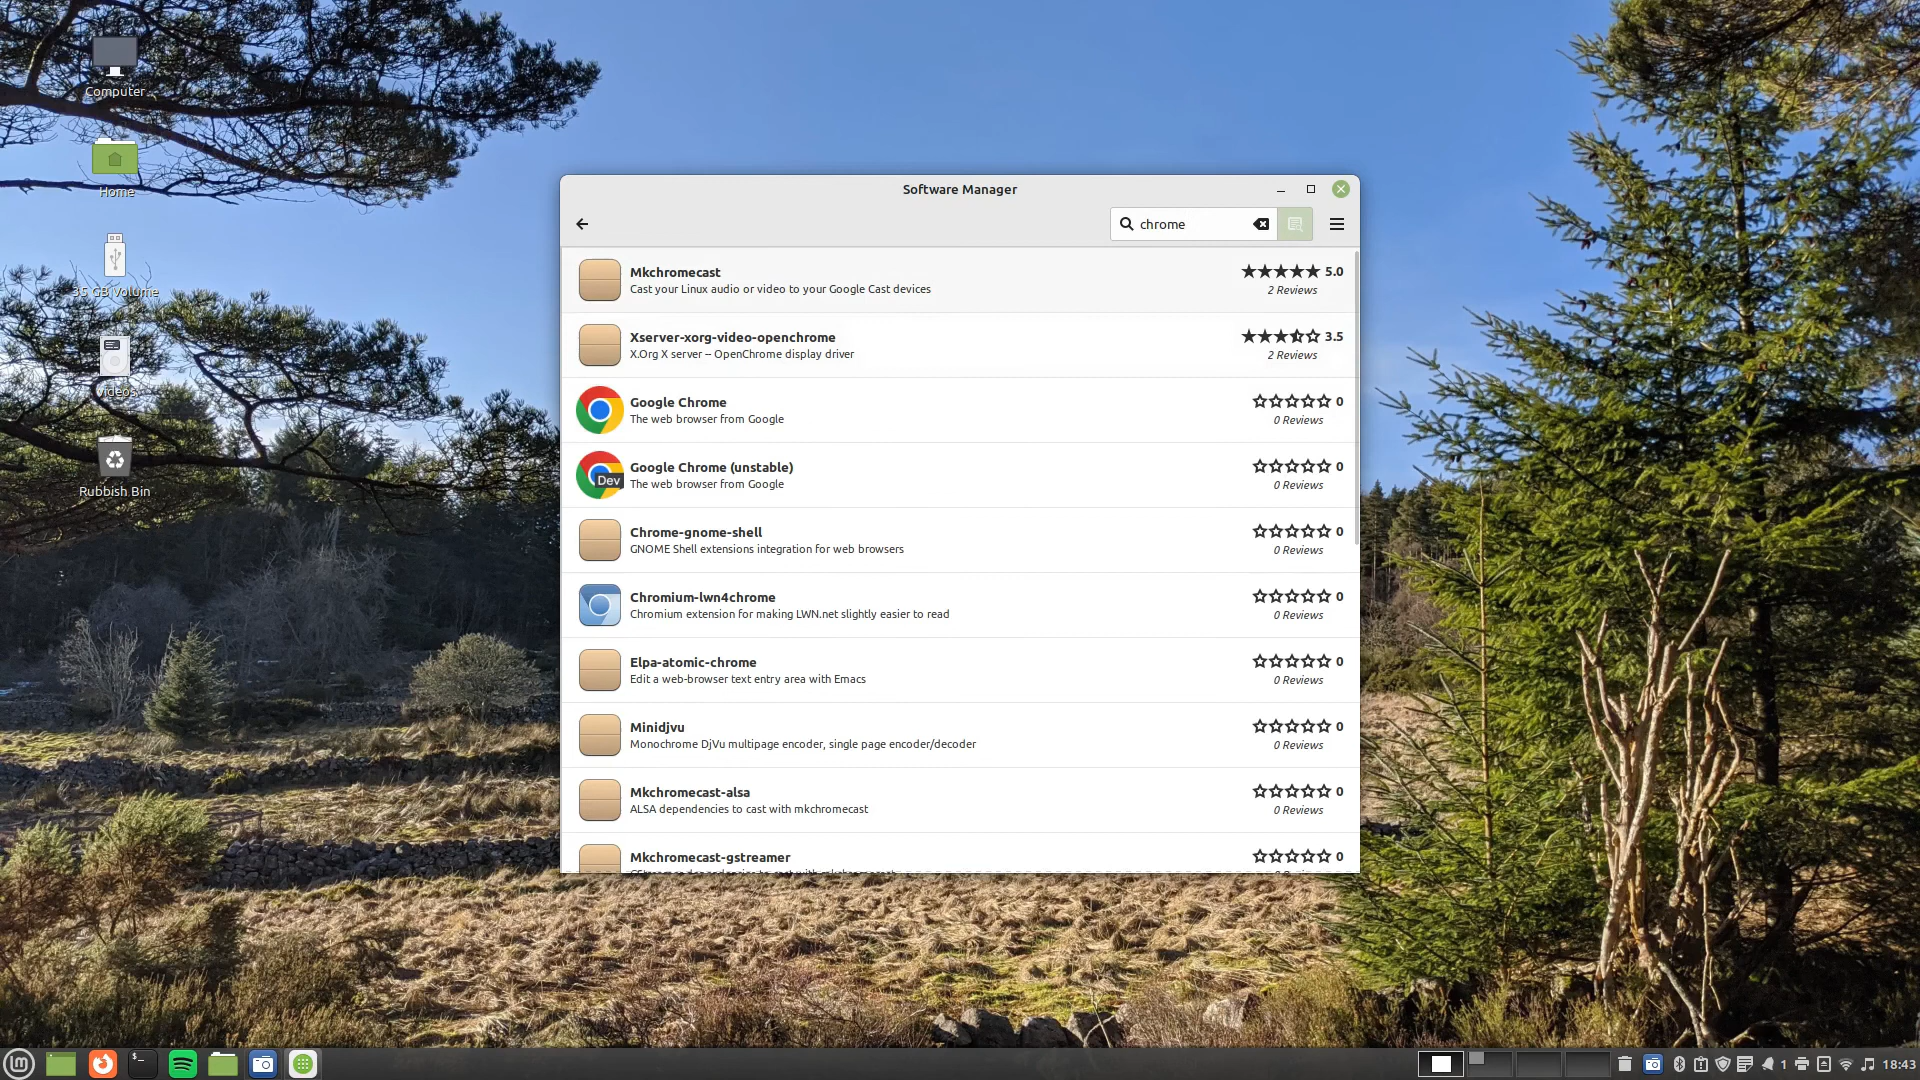 Computer
Home
35 GB Volume
videos
Rubbish Bin
Software Manager
chrome
Mkchromecast
Cast your Linux audio or video to your Google Cast devices
5.0
2 Reviews
Xserver-xorg-video-openchrome
X.Org X server -- OpenChrome display driver
3.5
2 Reviews
Google Chrome
The web browser from Google
0
0 Reviews
Dev
Google Chrome (unstable)
The web browser from Google
0
0 Reviews
Chrome-gnome-shell
GNOME Shell extensions integration for web browsers
0
0 Reviews
Chromium-lwn4chrome
Chromium extension for making LWN.net slightly easier to read
0
0 Reviews
Elpa-atomic-chrome
Edit a web-browser text entry area with Emacs
0
0 Reviews
Minidjvu
Monochrome DjVu multipage encoder, single page encoder/decoder
0
0 Reviews
Mkchromecast-alsa
ALSA dependencies to cast with mkchromecast
0
0 Reviews
Mkchromecast-gstreamer
0
1
18:43